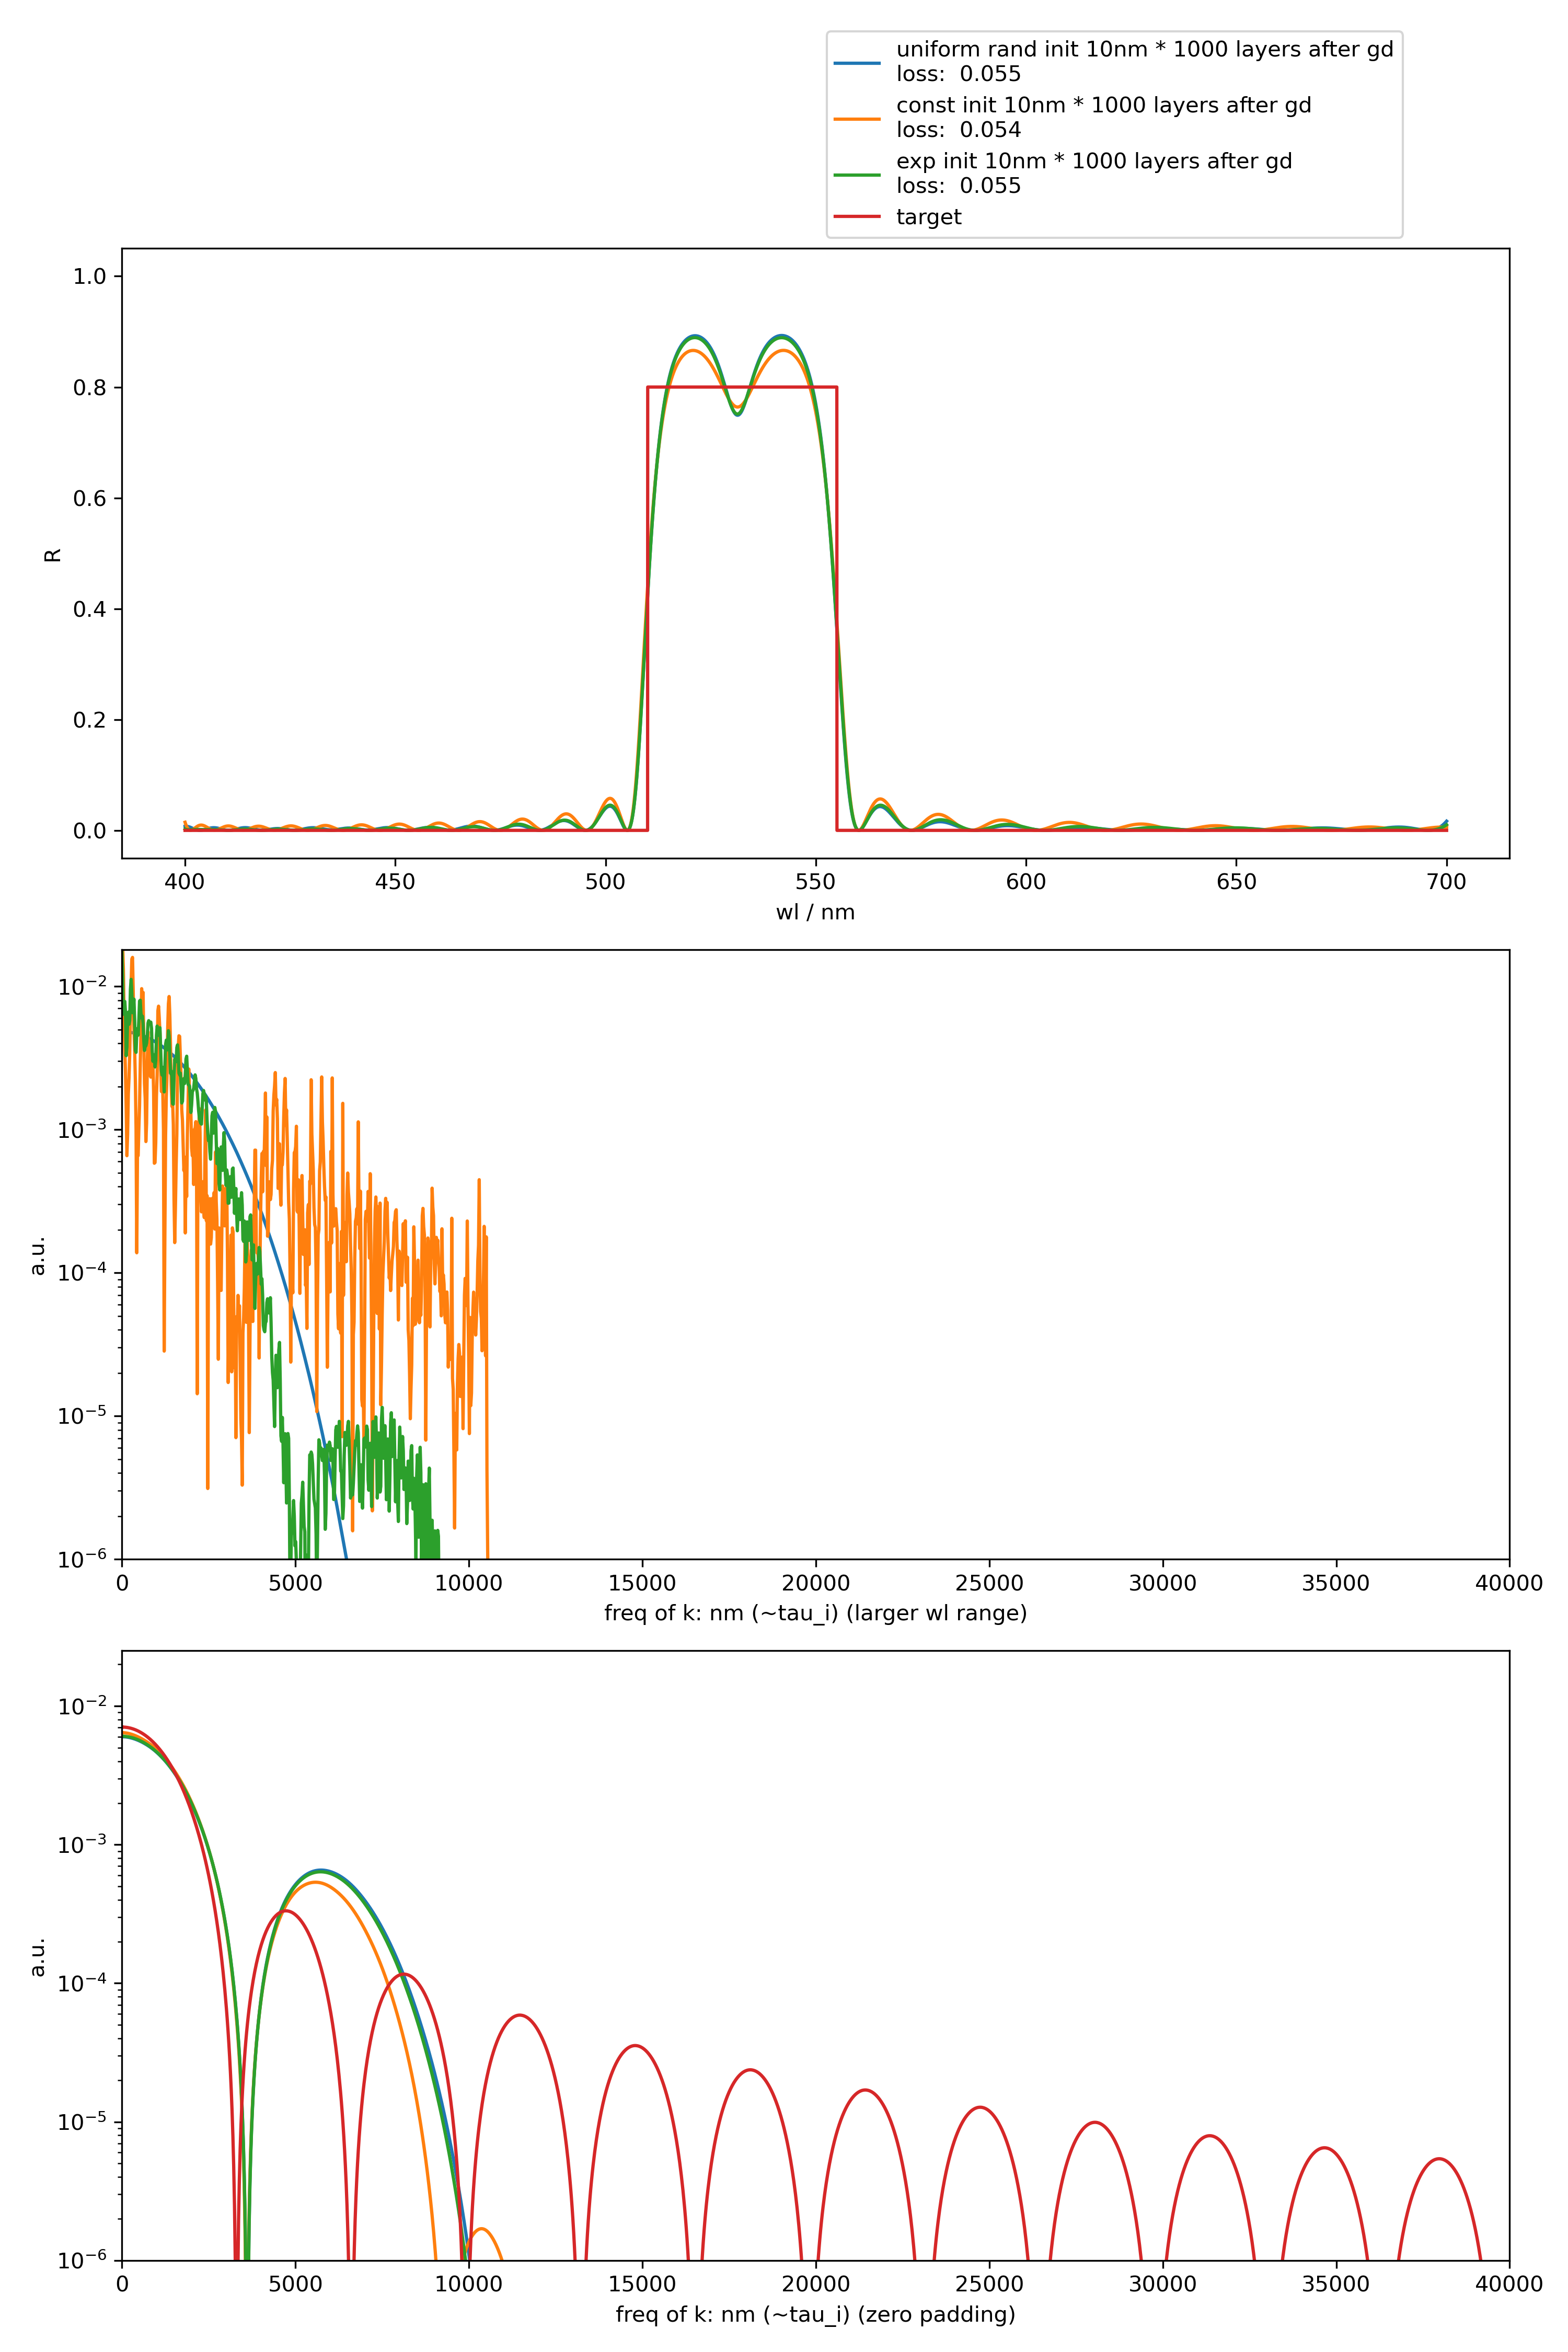 uniform rand init 10nm * 1000 layers after gd
loss:  0.055
const init 10nm * 1000 layers after gd
loss:  0.054
exp init 10nm * 1000 layers after gd
loss:  0.055
target
1.0
0.8
0.6
0.4
0.2
0.0
R
400 450 500 550 600 650 700
wl / nm
10⁻²
10⁻³
10⁻⁴
10⁻⁵
10⁻⁶
a.u.
0 5000 10000 15000 20000 25000 30000 35000 40000
freq of k: nm (~tau_i) (larger wl range)
10⁻²
10⁻³
10⁻⁴
10⁻⁵
10⁻⁶
a.u.
0 5000 10000 15000 20000 25000 30000 35000 40000
freq of k: nm (~tau_i) (zero padding)